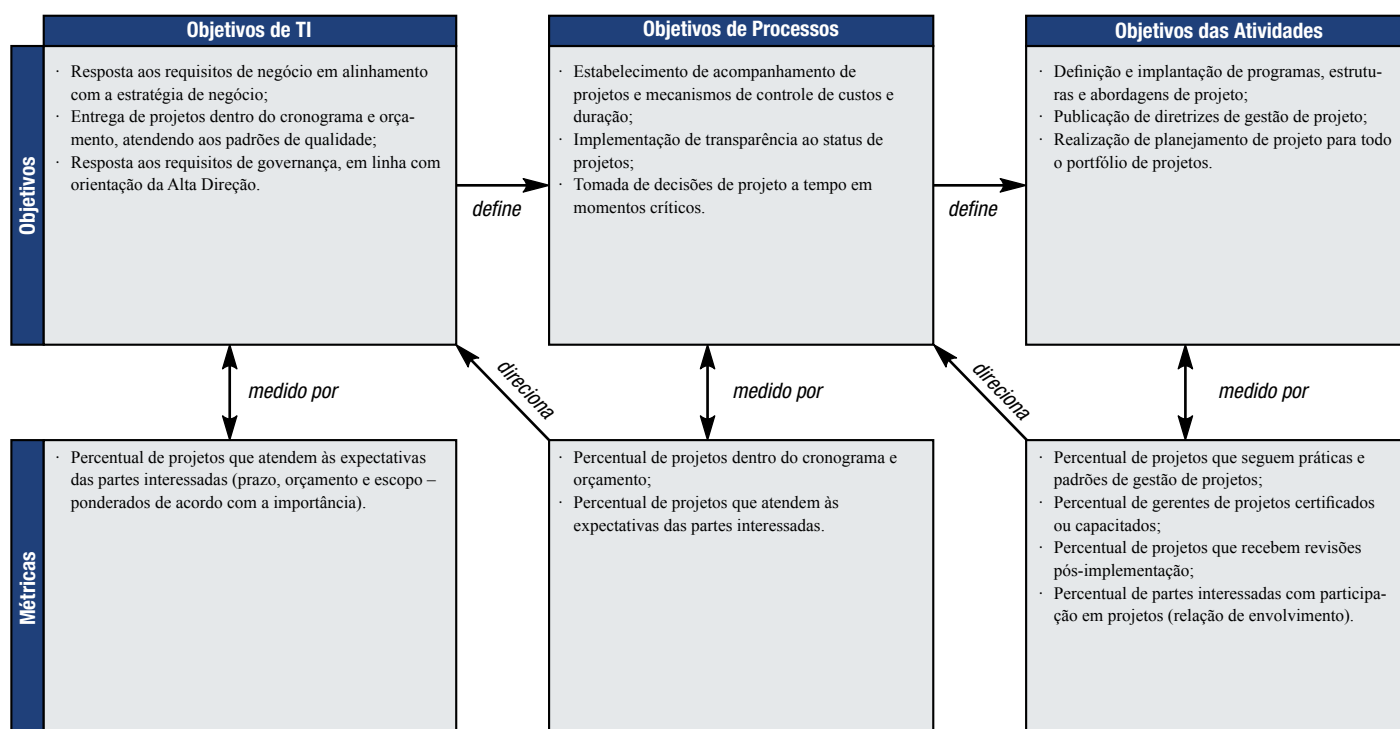 Objetivos de TI
Objetivos de Processos
Objetivos das Atividades
Objetivos
· Resposta aos requisitos de negócio em alinhamento
com a estratégia de negócio;
· Entrega de projetos dentro do cronograma e orça-
mento, atendendo aos padrões de qualidade;
· Resposta aos requisitos de governança, em linha com
orientação da Alta Direção.
define
· Estabelecimento de acompanhamento de
projetos e mecanismos de controle de custos e
duração;
· Implementação de transparência ao status de
projetos;
· Tomada de decisões de projeto a tempo em
momentos críticos.
define
· Definição e implantação de programas, estrutu-
ras e abordagens de projeto;
· Publicação de diretrizes de gestão de projeto;
· Realização de planejamento de projeto para todo
o portfólio de projetos.
medido por
direciona
medido por
direciona
medido por
Métricas
· Percentual de projetos que atendem às expectativas
das partes interessadas (prazo, orçamento e escopo –
ponderados de acordo com a importância).
· Percentual de projetos dentro do cronograma e
orçamento;
· Percentual de projetos que atendem às
expectativas das partes interessadas.
· Percentual de projetos que seguem práticas e
padrões de gestão de projetos;
· Percentual de gerentes de projetos certificados
ou capacitados;
· Percentual de projetos que recebem revisões
pós-implementação;
· Percentual de partes interessadas com participa-
ção em projetos (relação de envolvimento).